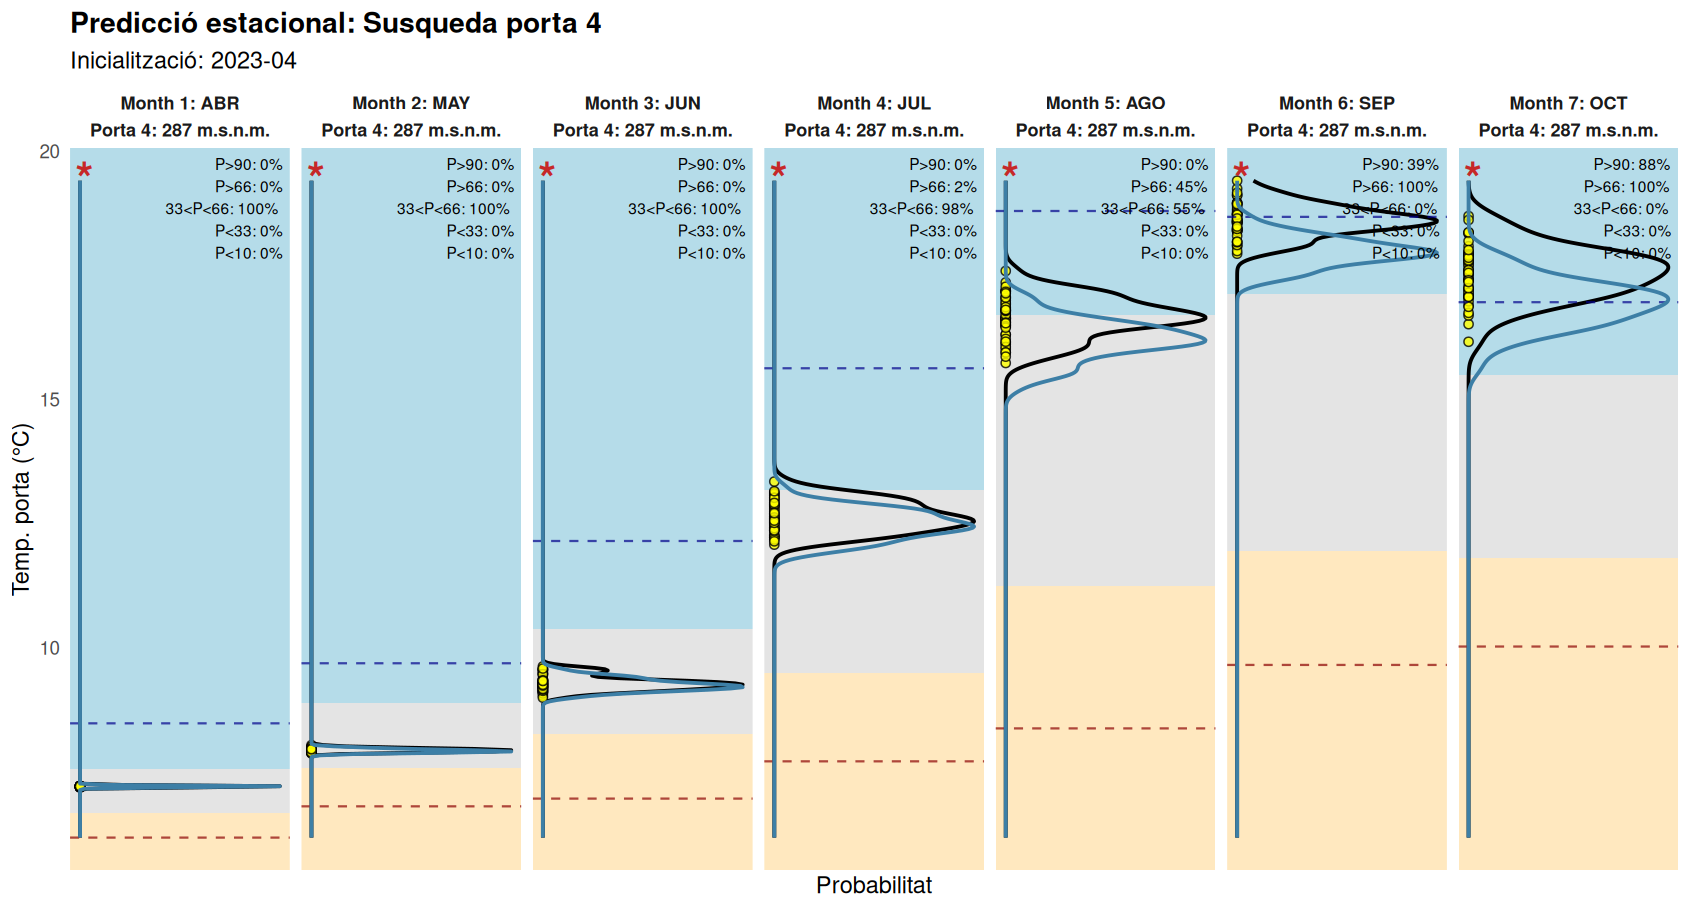 Predicció estacional: Susqueda porta 4
Inicialització: 2023-04
Month 1: ABR
Porta 4: 287 m.s.n.m.
Month 2: MAY
Porta 4: 287 m.s.n.m.
Month 3: JUN
Porta 4: 287 m.s.n.m.
Month 4: JUL
Porta 4: 287 m.s.n.m.
Month 5: AGO
Porta 4: 287 m.s.n.m.
Month 6: SEP
Porta 4: 287 m.s.n.m.
Month 7: OCT
Porta 4: 287 m.s.n.m.
Temp. porta (°C)
20
15
10
*
P>90: 0%
P>66: 0%
33<P<66: 100%
P<33: 0%
P<10: 0%
*
P>90: 0%
P>66: 0%
33<P<66: 100%
P<33: 0%
P<10: 0%
*
P>90: 0%
P>66: 0%
33<P<66: 100%
P<33: 0%
P<10: 0%
*
P>90: 0%
P>66: 2%
33<P<66: 98%
P<33: 0%
P<10: 0%
*
P>90: 0%
P>66: 45%
33<P<66: 55%
P<33: 0%
P<10: 0%
*
P>90: 39%
P>66: 100%
33<P<66: 0%
P<33: 0%
P<10: 0%
*
P>90: 88%
P>66: 100%
33<P<66: 0%
P<33: 0%
P<10: 0%
Probabilitat